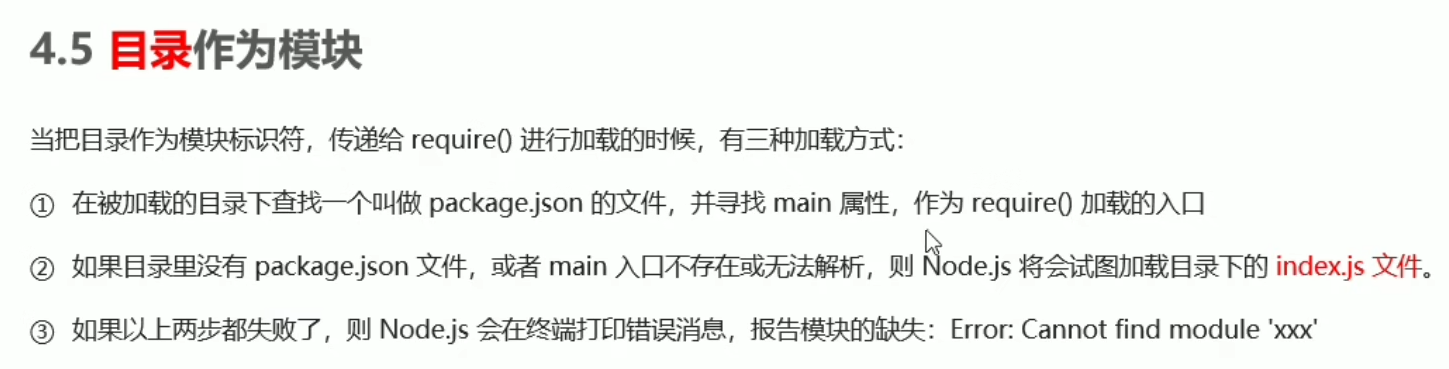 4.5 目录作为模块
当把目录作为模块标识符，传递给 require() 进行加载的时候，有三种加载方式：
① 在被加载的目录下查找一个叫做 package.json 的文件，并寻找 main 属性，作为 require() 加载的入口
② 如果目录里没有 package.json 文件，或者 main 入口不存在或无法解析，则 Node.js 将会试图加载目录下的 index.js 文件。
③ 如果以上两步都失败了，则 Node.js 会在终端打印错误消息，报告模块的缺失：Error: Cannot find module 'xxx'